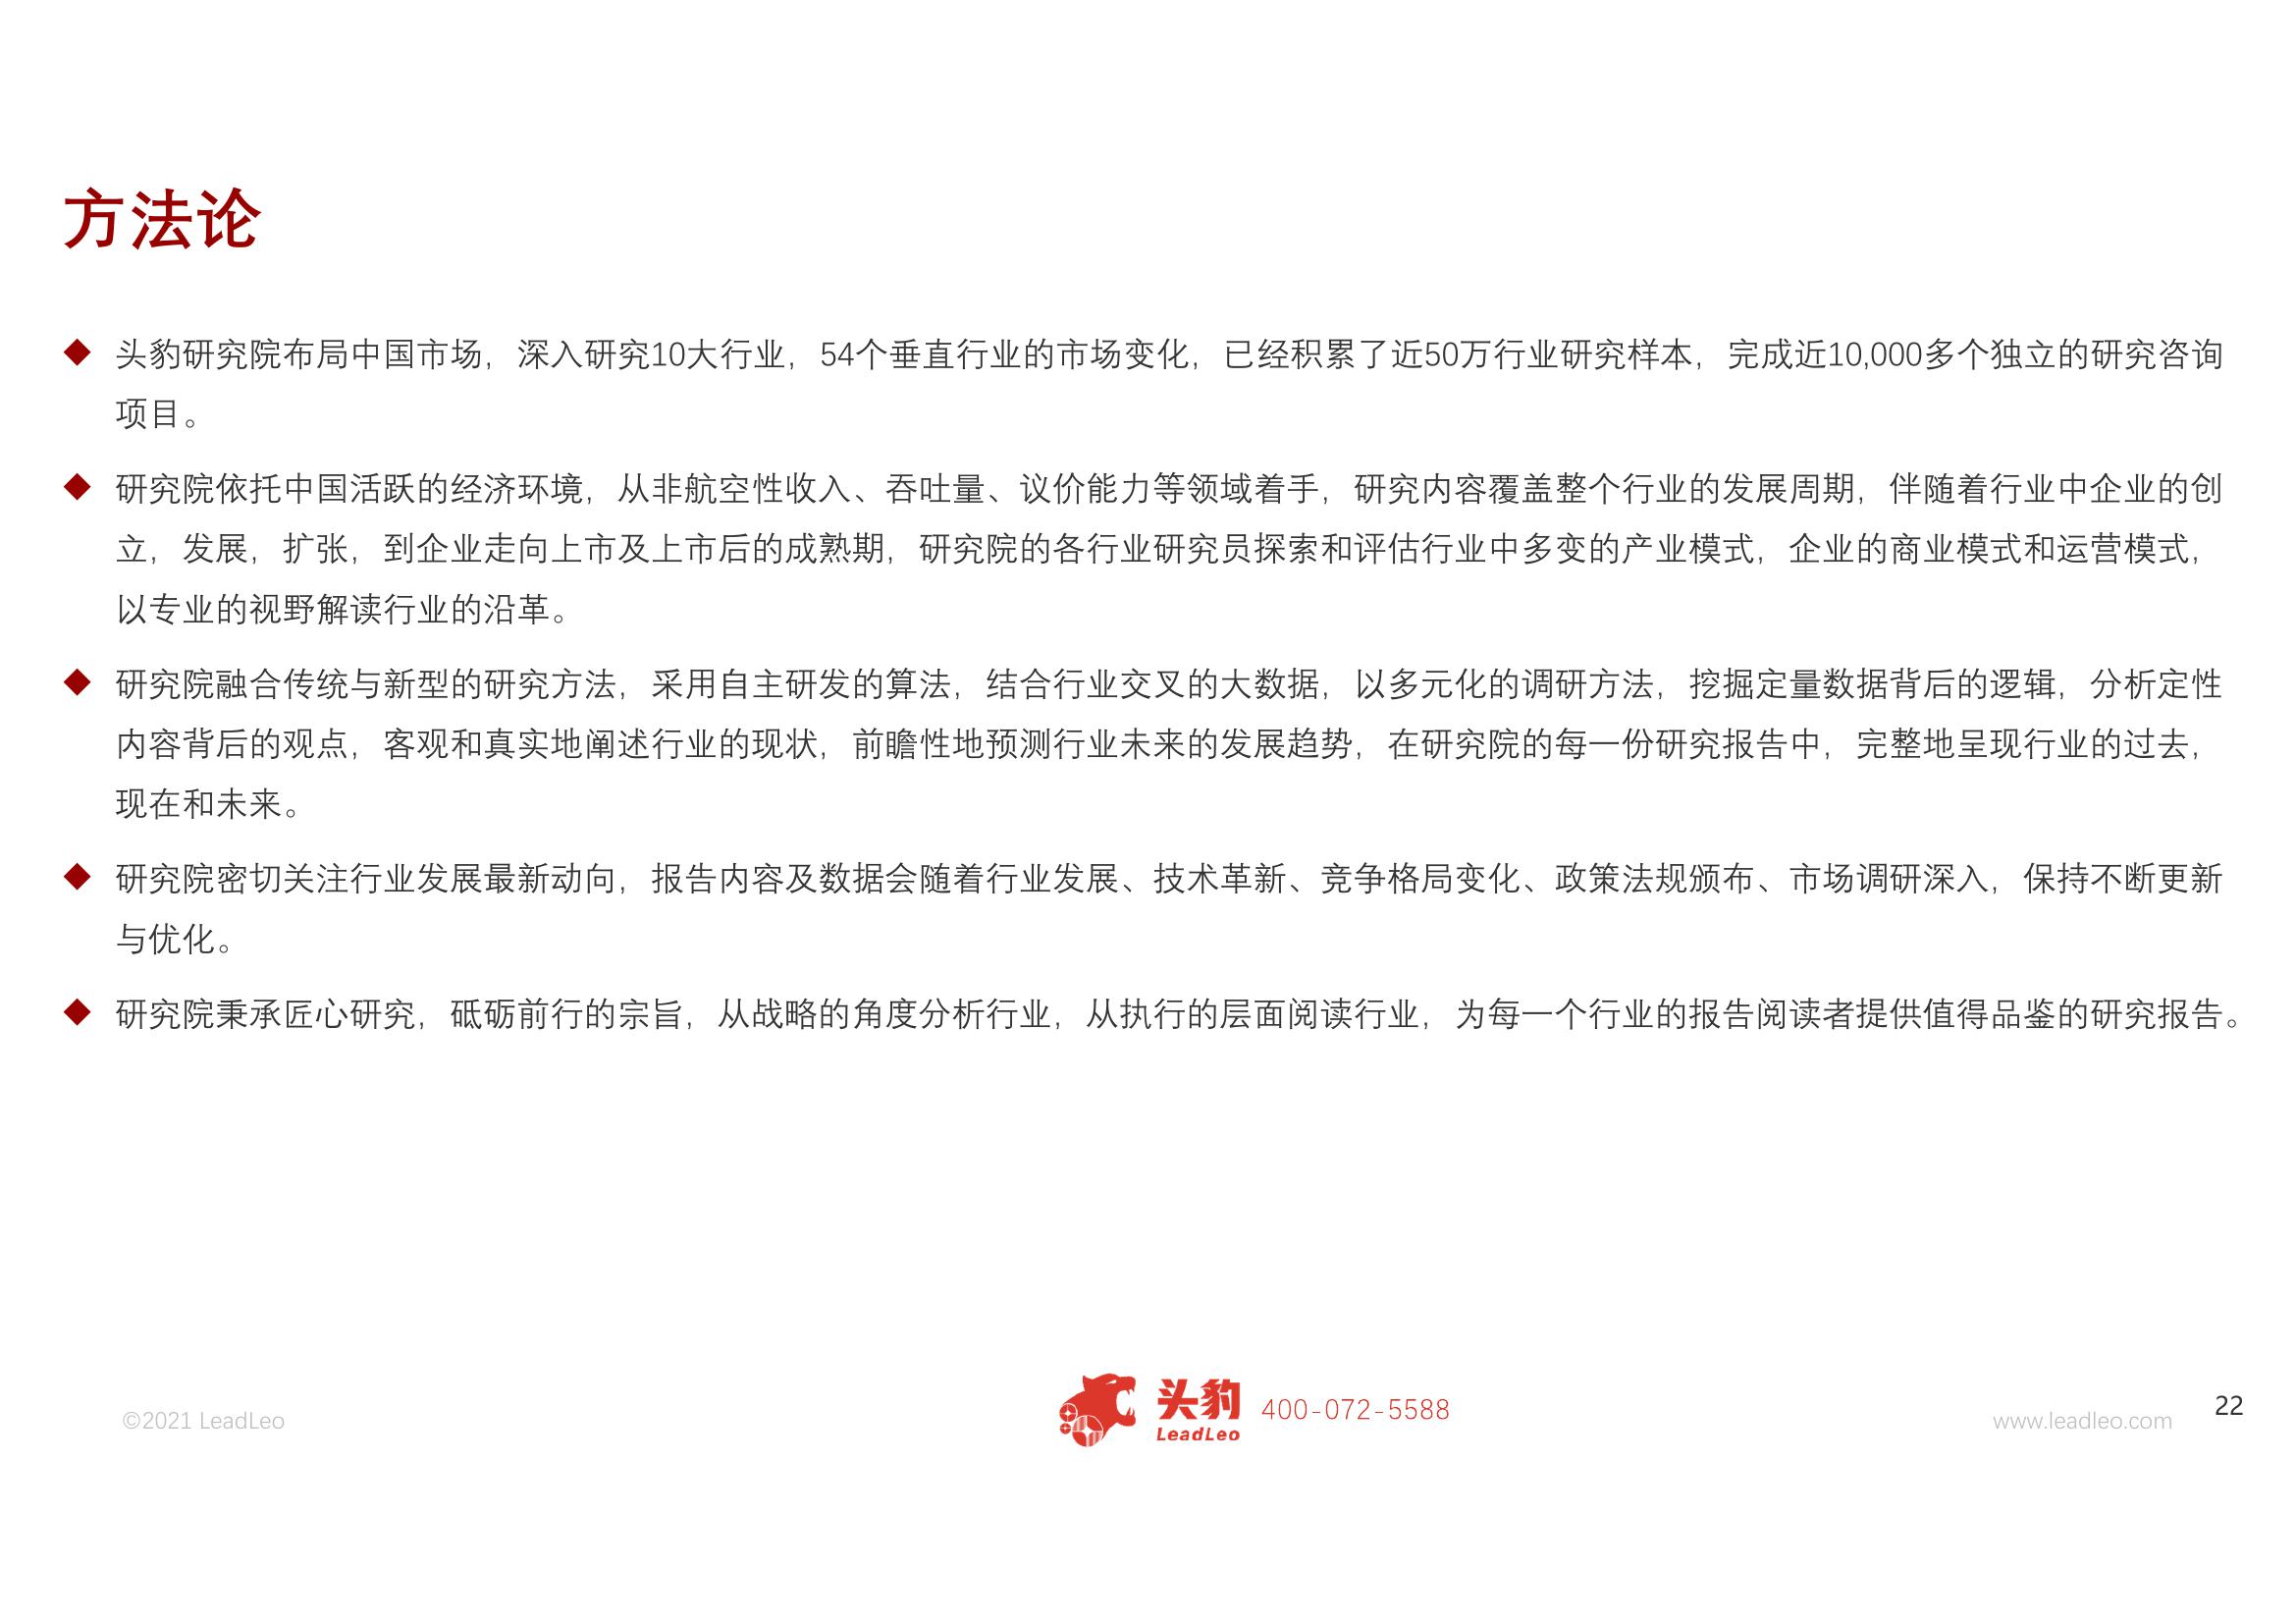 方法论
◆ 头豹研究院布局中国市场，深入研究10大行业，54个垂直行业的市场变化，已经积累了近50万行业研究样本，完成近10,000多个独立的研究咨询
项目。
◆ 研究院依托中国活跃的经济环境，从非航空性收入、吞吐量、议价能力等领域着手，研究内容覆盖整个行业的发展周期，伴随着行业中企业的创
立，发展，扩张，到企业走向上市及上市后的成熟期，研究院的各行业研究员探索和评估行业中多变的产业模式，企业的商业模式和运营模式，
以专业的视野解读行业的沿革。
◆ 研究院融合传统与新型的研究方法，采用自主研发的算法，结合行业交叉的大数据，以多元化的调研方法，挖掘定量数据背后的逻辑，分析定性
内容背后的观点，客观和真实地阐述行业的现状，前瞻性地预测行业未来的发展趋势，在研究院的每一份研究报告中，完整地呈现行业的过去，
现在和未来。
◆ 研究院密切关注行业发展最新动向，报告内容及数据会随着行业发展、技术革新、竞争格局变化、政策法规颁布、市场调研深入，保持不断更新
与优化。
◆ 研究院秉承匠心研究，砥砺前行的宗旨，从战略的角度分析行业，从执行的层面阅读行业，为每一个行业的报告阅读者提供值得品鉴的研究报告。
©2021 LeadLeo
头豹
LeadLeo
400-072-5588
www.leadleo.com
22